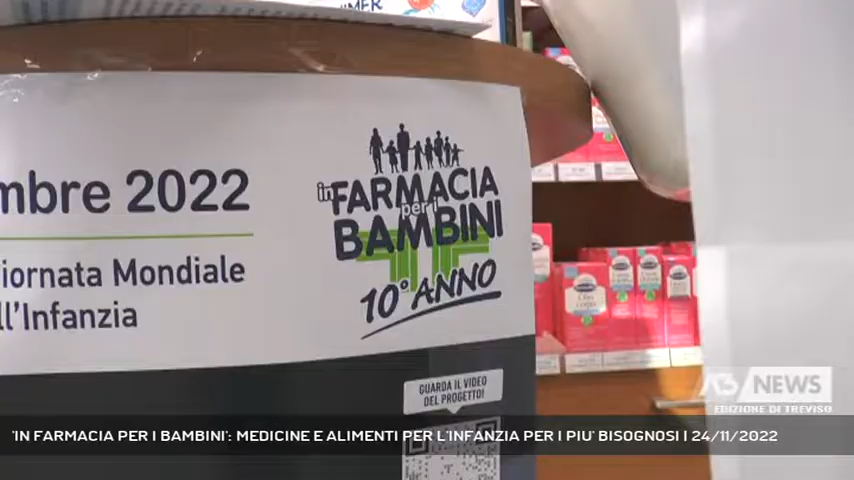 mbre 2022
iornata Mondiale
ll'Infanzia
in FARMACIA
per i
BAMBINI
10° ANNO
GUARDA IL VIDEO
DEL PROGETTO!
A3/NEWS
EDIZIONE DI TREVISO
'IN FARMACIA PER I BAMBINI': MEDICINE E ALIMENTI PER L'INFANZIA PER I PIU' BISOGNOSI | 24/11/2022